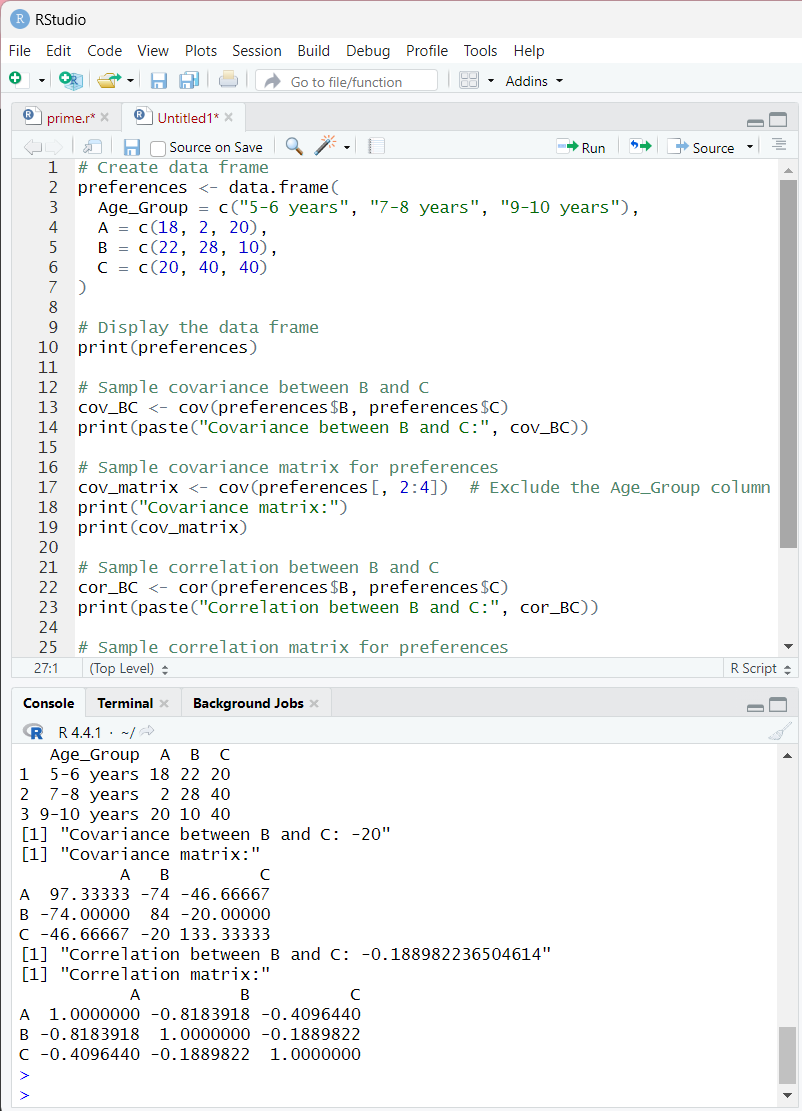 R RStudio
File Edit Code View Plots Session Build Debug Profile Tools Help
Go to file/function Addins
prime.r* Untitled1*
Source on Save Run Source
1 # Create data frame
2 preferences <- data.frame(
3   Age_Group = c("5-6 years", "7-8 years", "9-10 years"),
4   A = c(18, 2, 20),
5   B = c(22, 28, 10),
6   C = c(20, 40, 40)
7 )
8
9 # Display the data frame
10 print(preferences)
11
12 # Sample covariance between B and C
13 cov_BC <- cov(preferences$B, preferences$C)
14 print(paste("Covariance between B and C:", cov_BC))
15
16 # Sample covariance matrix for preferences
17 cov_matrix <- cov(preferences[, 2:4])  # Exclude the Age_Group column
18 print("Covariance matrix:")
19 print(cov_matrix)
20
21 # Sample correlation between B and C
22 cor_BC <- cor(preferences$B, preferences$C)
23 print(paste("Correlation between B and C:", cor_BC))
24
25 # Sample correlation matrix for preferences
27:1 (Top Level) R Script
Console Terminal Background Jobs
R R 4.4.1 · ~/
   Age_Group  A  B  C
1  5-6 years 18 22 20
2  7-8 years  2 28 40
3 9-10 years 20 10 40
[1] "Covariance between B and C: -20"
[1] "Covariance matrix:"
          A   B         C
A  97.33333 -74 -46.66667
B -74.00000  84 -20.00000
C -46.66667 -20 133.33333
[1] "Correlation between B and C: -0.188982236504614"
[1] "Correlation matrix:"
           A          B          C
A  1.0000000 -0.8183918 -0.4096440
B -0.8183918  1.0000000 -0.1889822
C -0.4096440 -0.1889822  1.0000000
>
>